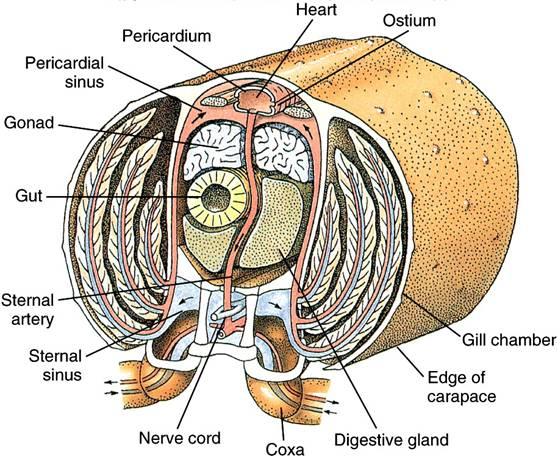 Heart
Ostium
Pericardium
Pericardial
sinus
Gonad
Gut
Sternal
artery
Sternal
sinus
Gill chamber
Edge of
carapace
Nerve cord
Coxa
Digestive gland